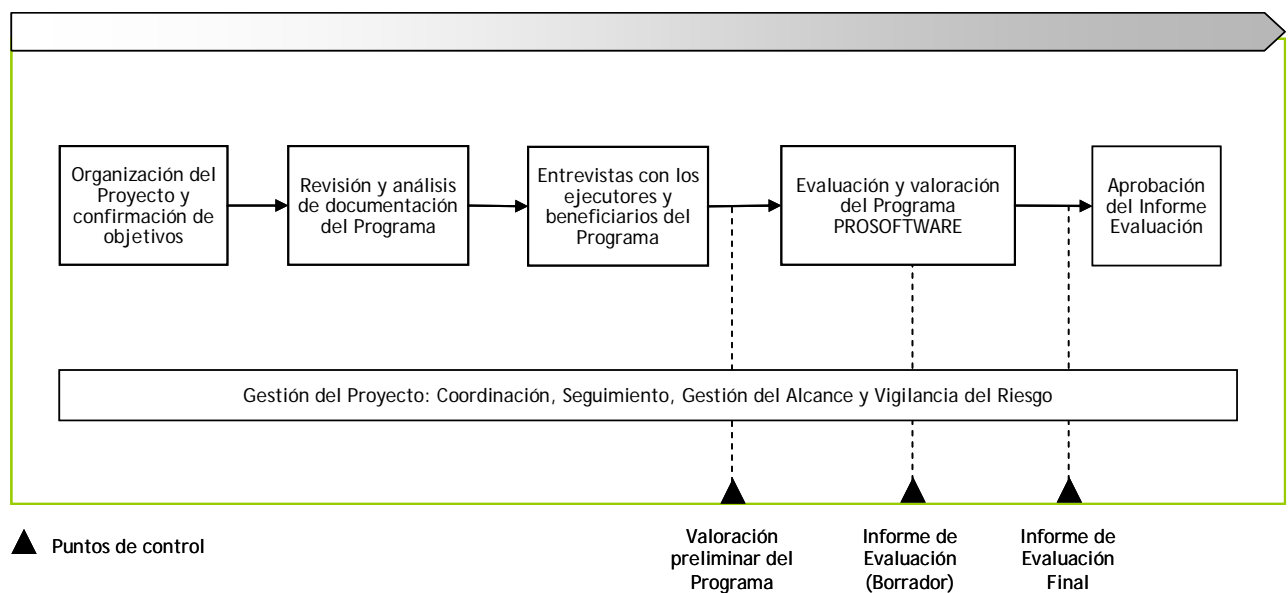 Organización del
Proyecto y
confirmación de
objetivos
Revisión y análisis
de documentación
del Programa
Entrevistas con los
ejecutores y
beneficiarios del
Programa
Evaluación y valoración
del Programa
PROSOFTWARE
Aprobación
del Informe
Evaluación
Gestión del Proyecto: Coordinación, Seguimiento, Gestión del Alcance y Vigilancia del Riesgo
Puntos de control
Valoración
preliminar del
Programa
Informe de
Evaluación
(Borrador)
Informe de
Evaluación
Final